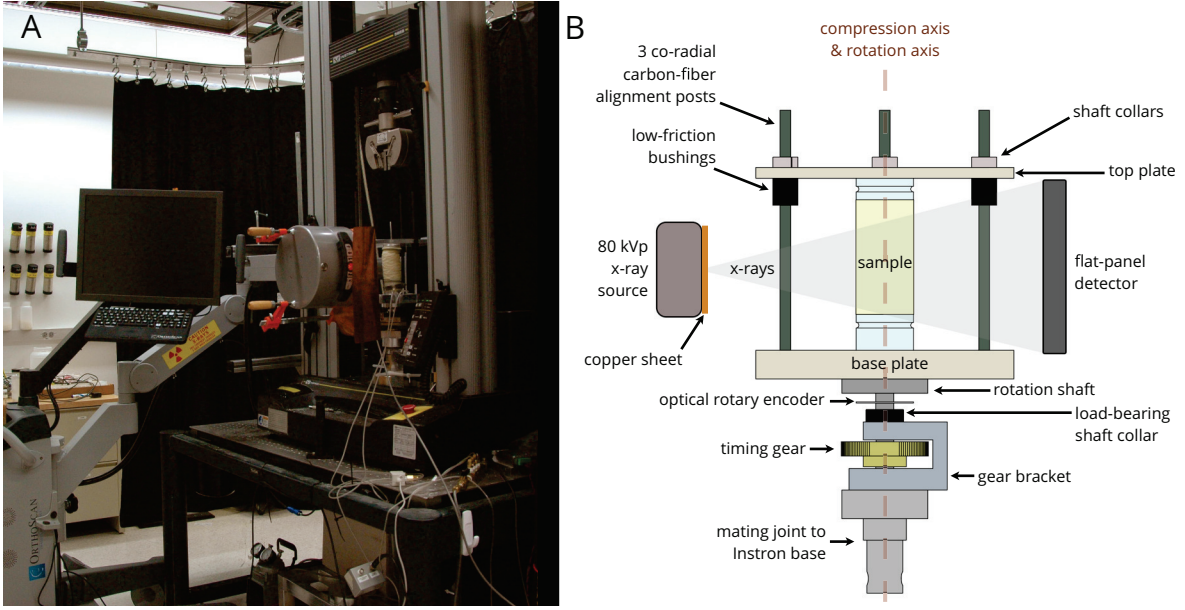 A
B
compression axis
& rotation axis
3 co-radial
carbon-fiber
alignment posts
low-friction
bushings
shaft collars
top plate
80 kVp
x-ray
source
x-rays
sample
flat-panel
detector
copper sheet
base plate
rotation shaft
optical rotary encoder
load-bearing
shaft collar
timing gear
gear bracket
mating joint to
Instron base
ORTHOSCAN